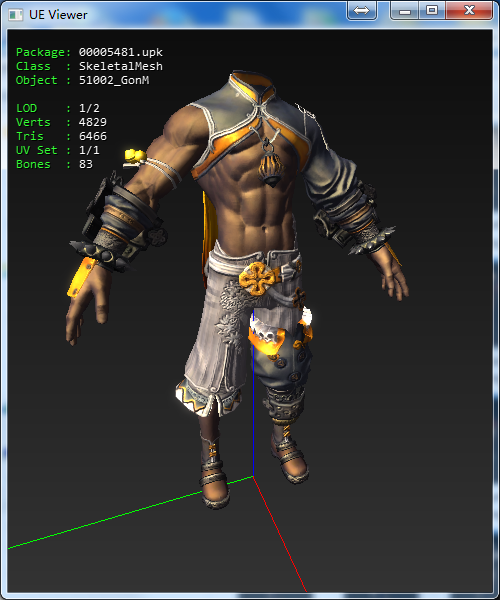 UE Viewer
Package: 00005481.upk
Class : SkeletalMesh
Object : 51002_GonM
LOD : 1/2
Verts : 4829
Tris : 6466
UV Set : 1/1
Bones : 83